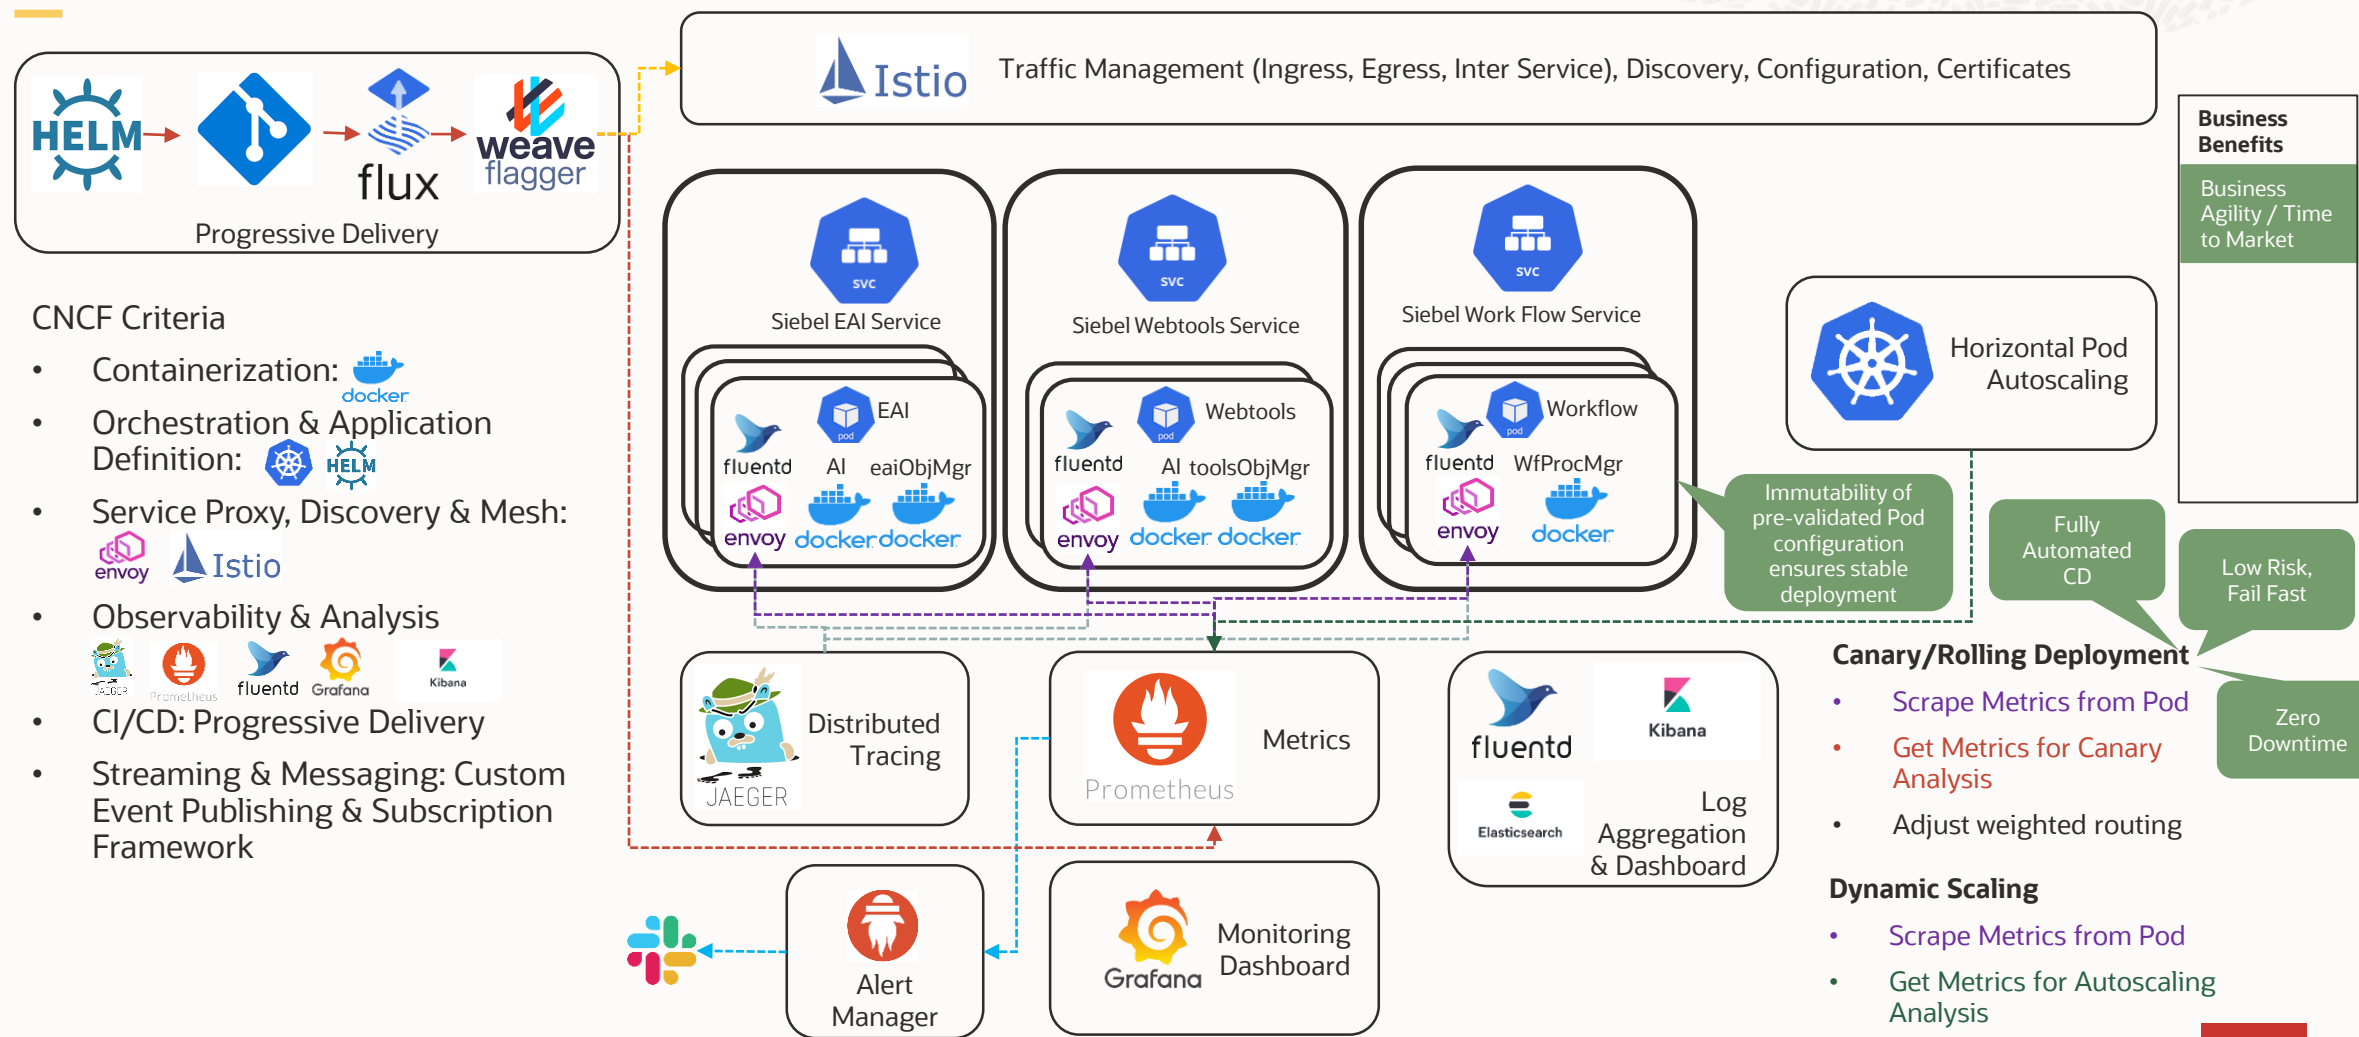 HELM
flux
weave
flagger
Progressive Delivery
Istio
Traffic Management (Ingress, Egress, Inter Service), Discovery, Configuration, Certificates
Business
Benefits
Business
Agility / Time
to Market
CNCF Criteria
• Containerization:
docker
• Orchestration & Application
Definition:
HELM
• Service Proxy, Discovery & Mesh:
envoy
Istio
• Observability & Analysis
JAEGER
Prometheus
fluentd
Grafana
Kibana
• CI/CD: Progressive Delivery
• Streaming & Messaging: Custom
Event Publishing & Subscription
Framework
svc
Siebel EAI Service
pod
EAI
fluentd
AI
eaiObjMgr
envoy
docker
docker
svc
Siebel Webtools Service
pod
Webtools
fluentd
AI
toolsObjMgr
envoy
docker
docker
svc
Siebel Work Flow Service
pod
Workflow
fluentd
WfProcMgr
envoy
docker
Horizontal Pod
Autoscaling
Immutability of
pre-validated Pod
configuration
ensures stable
deployment
Fully
Automated
CD
Low Risk,
Fail Fast
Zero
Downtime
JAEGER
Distributed
Tracing
Prometheus
Metrics
fluentd
Kibana
Elasticsearch
Log
Aggregation
& Dashboard
Alert
Manager
Grafana
Monitoring
Dashboard
Canary/Rolling Deployment
• Scrape Metrics from Pod
• Get Metrics for Canary
Analysis
• Adjust weighted routing
Dynamic Scaling
• Scrape Metrics from Pod
• Get Metrics for Autoscaling
Analysis